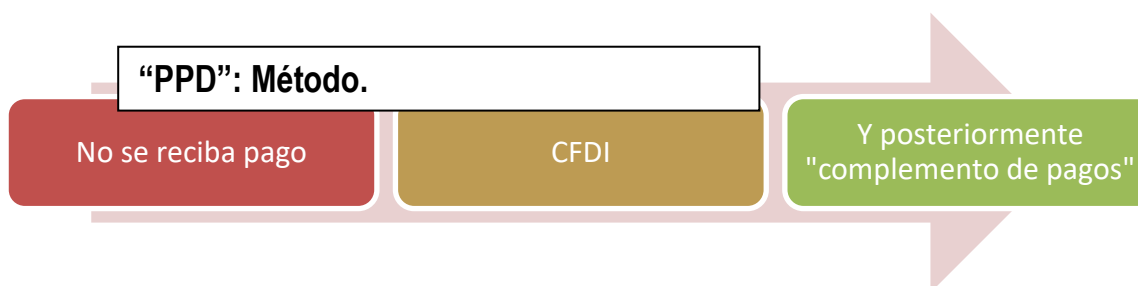 “PPD”: Método.
No se reciba pago
CFDI
Y posteriormente
"complemento de pagos"